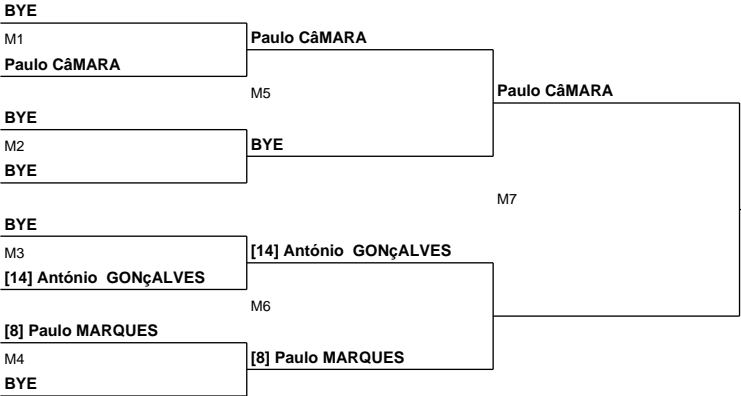 BYE
M1
Paulo CâMARA
Paulo CâMARA
M5
Paulo CâMARA
BYE
M2
BYE
BYE
M7
BYE
M3
[14] António  GONçALVES
[14] António  GONçALVES
M6
[8] Paulo MARQUES
M4
[8] Paulo MARQUES
BYE